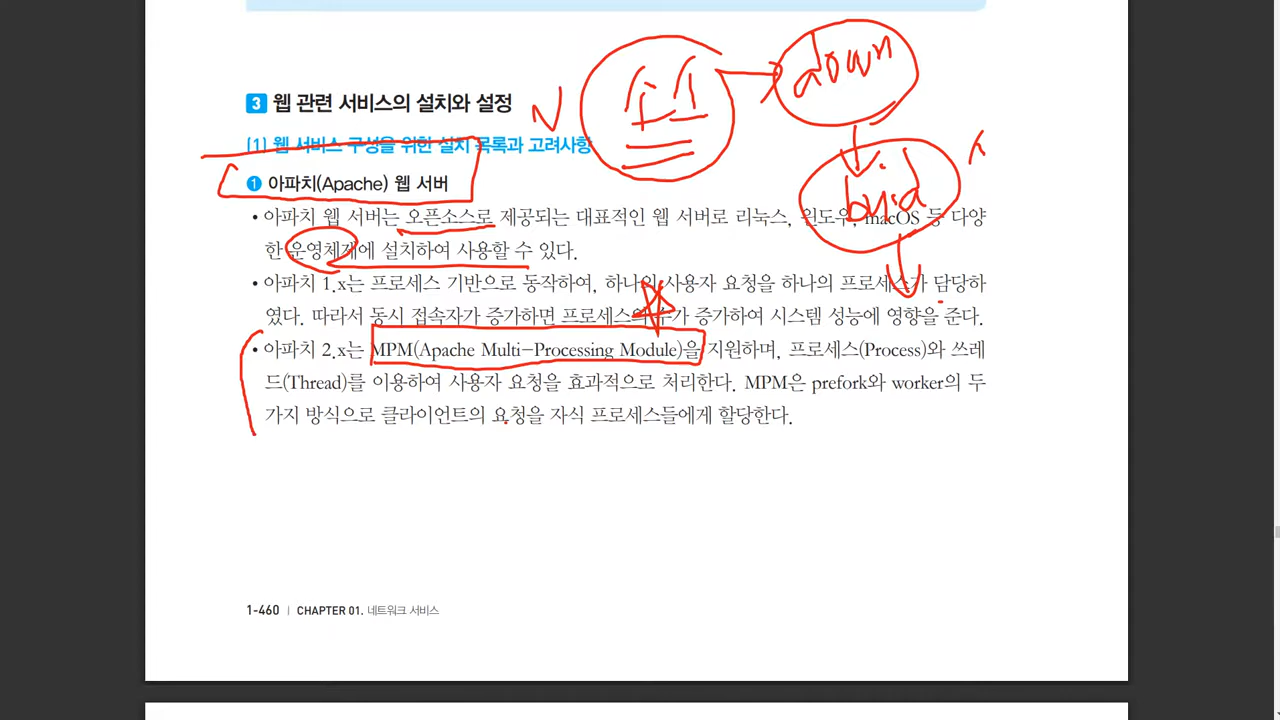 3 웹 관련 서비스의 설치와 설정
(1) 웹 서비스 구성을 위한 설치 목록과 고려사항
❶ 아파치(Apache) 웹 서버
• 아파치 웹 서버는 오픈소스로 제공되는 대표적인 웹 서버로 리눅스, 윈도우, macOS 등 다양
한 운영체제에 설치하여 사용할 수 있다.
• 아파치 1.x는 프로세스 기반으로 동작하여, 하나의 사용자 요청을 하나의 프로세스가 담당하
였다. 따라서 동시 접속자가 증가하면 프로세스의 수가 증가하여 시스템 성능에 영향을 준다.
• 아파치 2.x는 MPM(Apache Multi-Processing Module)을 지원하며, 프로세스(Process)와 쓰레
드(Thread)를 이용하여 사용자 요청을 효과적으로 처리한다. MPM은 prefork와 worker의 두
가지 방식으로 클라이언트의 요청을 자식 프로세스들에게 할당한다.
down
1-460 | CHAPTER 01. 네트워크 서비스